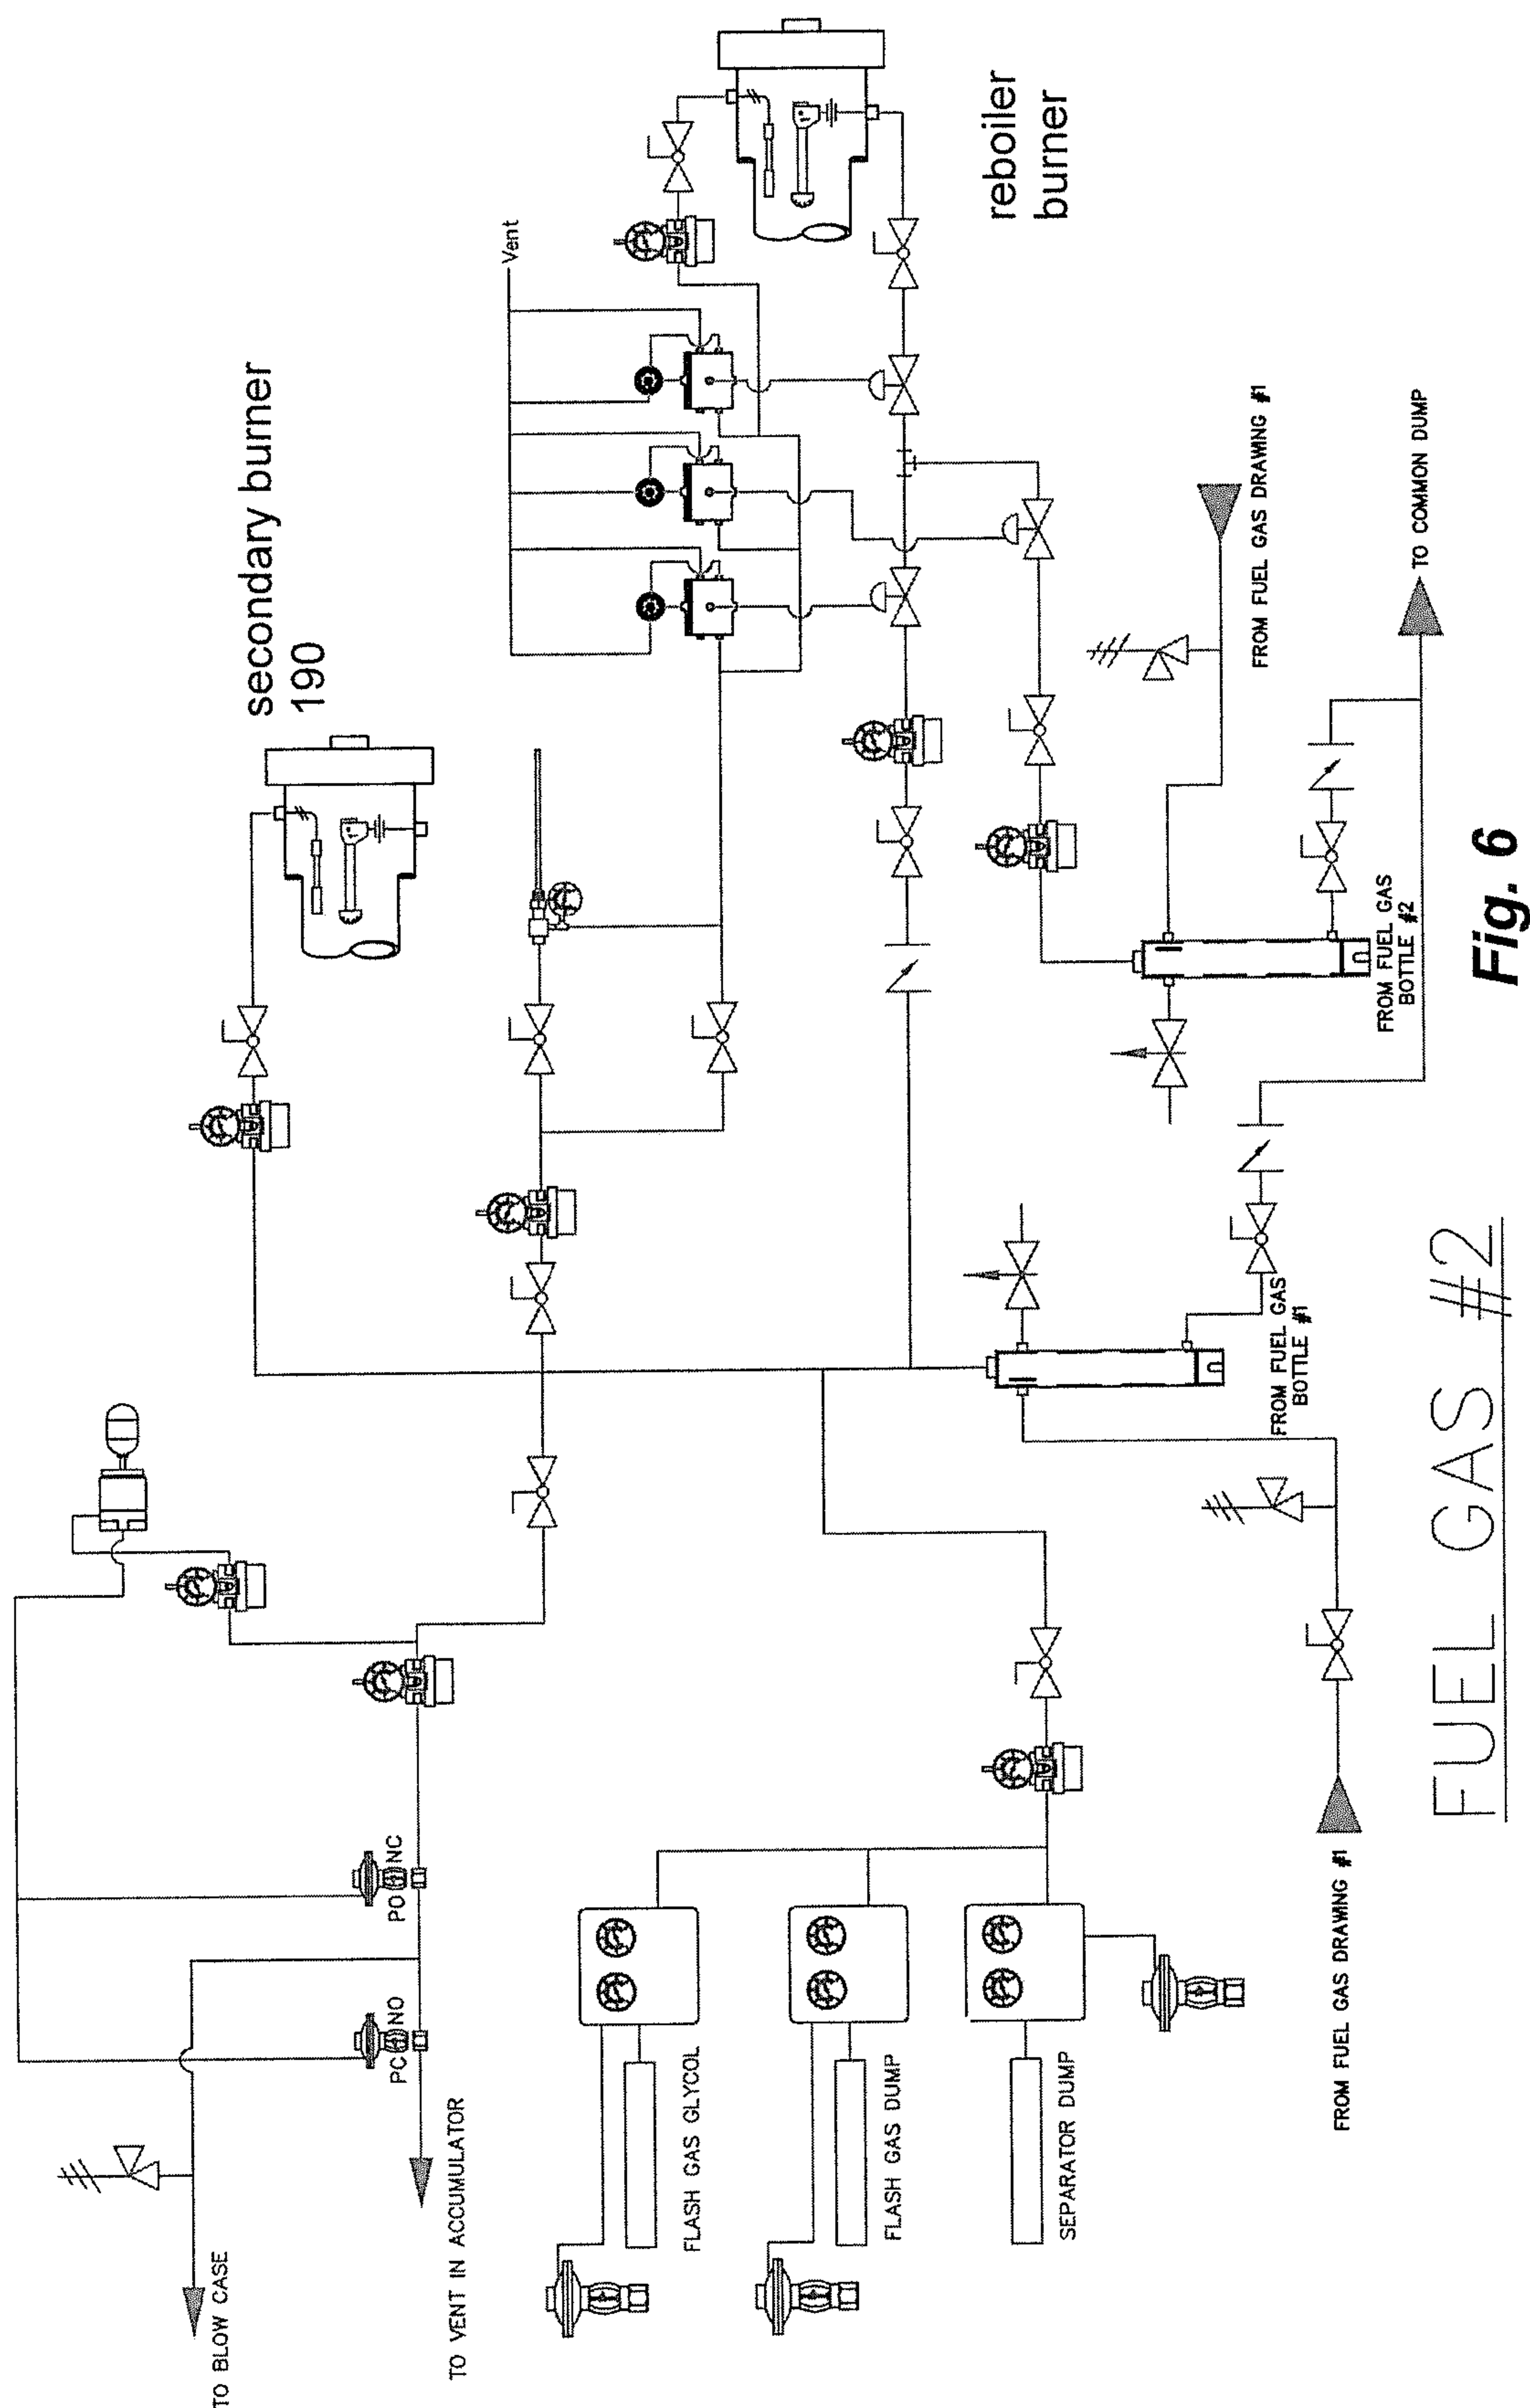 secondary burner
190
Vent
reboiler
burner
TO BLOW CASE
TO VENT IN ACCUMULATOR
PC NO
PO NC
FLASH GAS GLYCOL
FLASH GAS DUMP
SEPARATOR DUMP
FROM FUEL GAS DRAWING #1
FROM FUEL GAS
BOTTLE #1
FROM FUEL GAS
BOTTLE #2
FROM FUEL GAS DRAWING #1
TO COMMON DUMP
FUEL GAS #2
Fig. 6